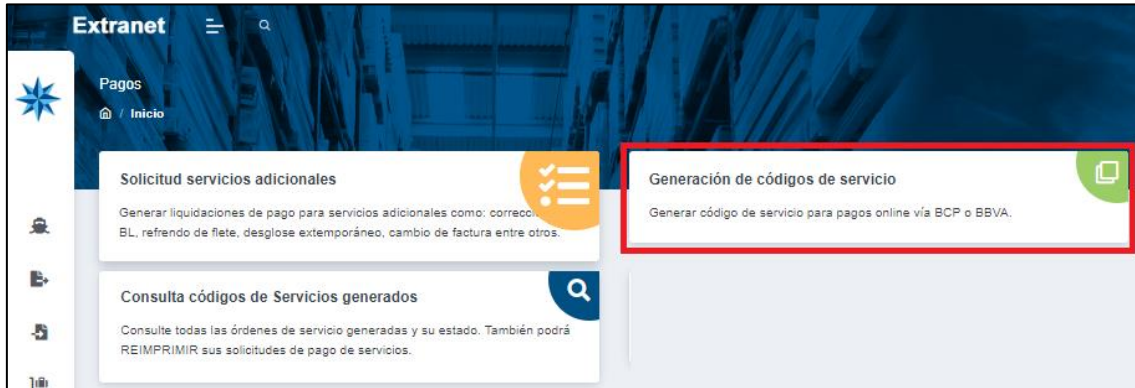 Extranet
Pagos
/ Inicio
Solicitud servicios adicionales
Generar liquidaciones de pago para servicios adicionales como:
BL, refrendo de flete, desglose extemporáneo, cambio de factura entre otros.
Generación de códigos de servicio
Generar código de servicio para pagos online vía BCP o BBVA.
Consulta códigos de Servicios generados
Consulte todas las órdenes de servicio generadas y su estado. También podrá
REIMPRIMIR sus solicitudes de pago de servicios.